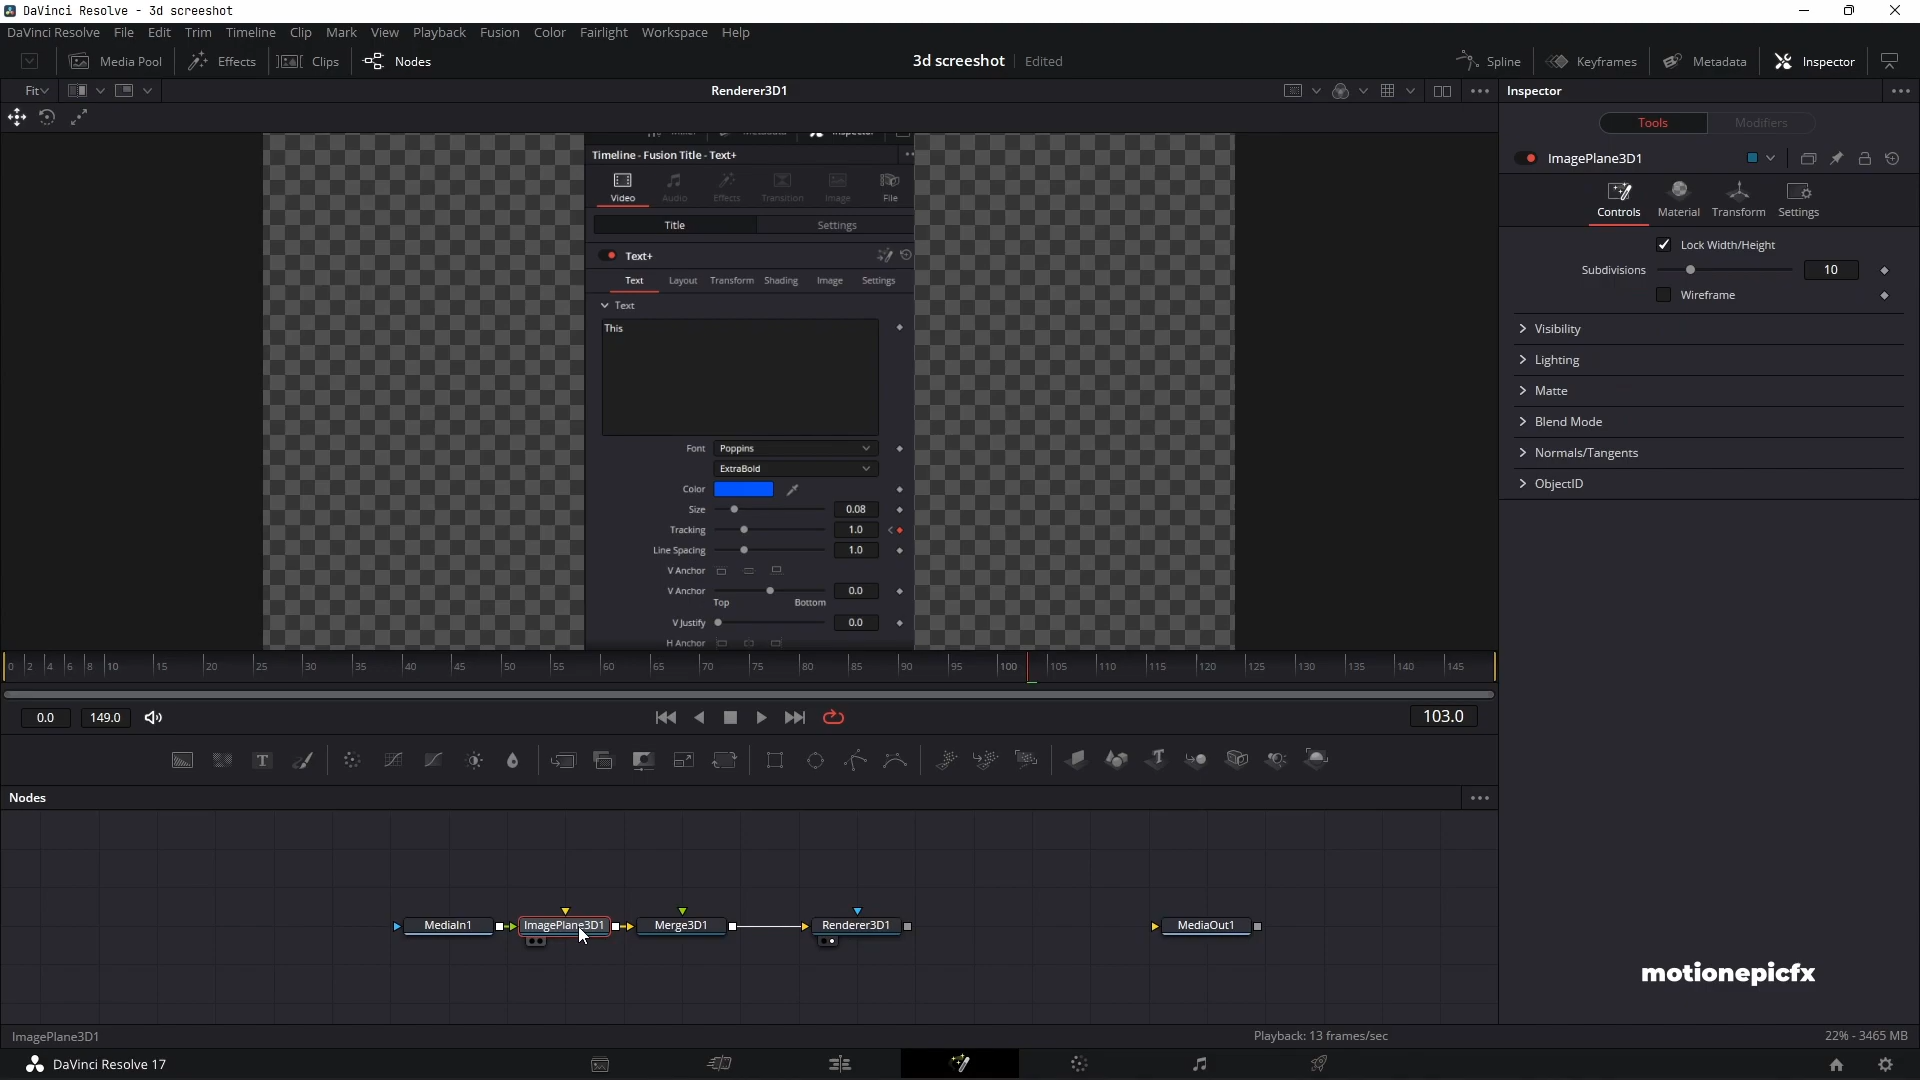 DaVinci Resolve - 3d screeshot
DaVinci Resolve File Edit Trim Timeline Clip Mark View Playback Fusion Color Fairlight Workspace Help
Media Pool Effects Clips Nodes 3d screeshot Edited Spline Keyframes Metadata Inspector
Fit Renderer3D1 Inspector
Tools Modifiers
ImagePlane3D1
Controls Material Transform Settings
Lock Width/Height
Subdivisions 10
Wireframe
Visibility
Lighting
Matte
Blend Mode
Normals/Tangents
ObjectID
Timeline - Fusion Title - Text+
Video Audio Effects Transition Image File
Title Settings
Text+
Text Layout Transform Shading Image Settings
Text
This
Font Poppins
ExtraBold
Color
Size 0.08
Tracking 1.0
Line Spacing 1.0
V Anchor
V Anchor 0.0
Top Bottom
V Justify 0.0
H Anchor
0 2 4 6 8 10 15 20 25 30 35 40 45 50 55 60 65 70 75 80 85 90 95 100 105 110 115 120 125 130 135 140 145
0.0 149.0 103.0
Nodes
MediaIn1 ImagePlane3D1 Merge3D1 Renderer3D1 MediaOut1
motionepicfx
ImagePlane3D1 Playback: 13 frames/sec 22% - 3465 MB
DaVinci Resolve 17